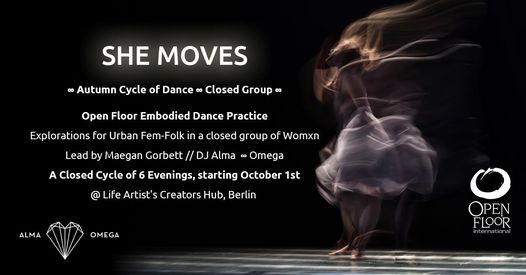 SHE MOVES
∞ Autumn Cycle of Dance ∞ Closed Group ∞
Open Floor Embodied Dance Practice
Explorations for Urban Fem-Folk in a closed group of Womxn
Lead by Maegan Gorbett // DJ Alma ∞ Omega
A Closed Cycle of 6 Evenings, starting October 1st
@ Life Artist's Creators Hub, Berlin
ALMA OMEGA
OPEN
FLOOR
international